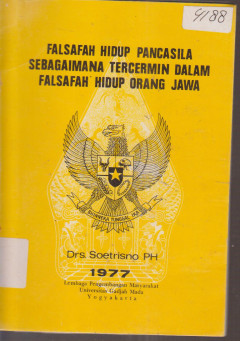 4188
FALSAFAH HIDUP PANCASILA
SEBAGAIMANA TERCERMIN DALAM
FALSAFAH HIDUP ORANG JAWA
BHINNEKA TUNGGAL IKA
Drs Soetrisno PH
1977
Lembaga Pengembangan Masyarakat
Universitas Gadjah Mada
Yogyakarta